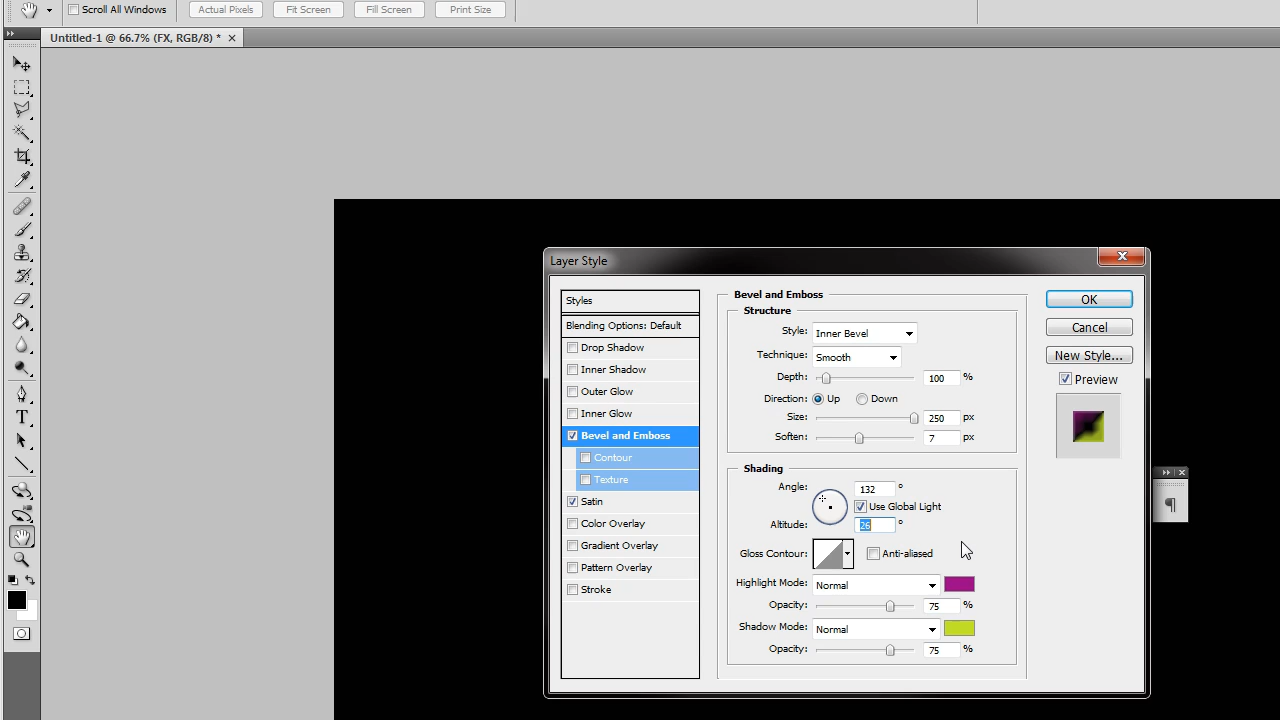 Scroll All Windows Actual Pixels Fit Screen Fill Screen Print Size
Untitled-1 @ 66.7% (FX, RGB/8) *
Layer Style
Styles
Blending Options: Default
Drop Shadow
Inner Shadow
Outer Glow
Inner Glow
Bevel and Emboss
Contour
Texture
Satin
Color Overlay
Gradient Overlay
Pattern Overlay
Stroke
Bevel and Emboss
Structure
Style: Inner Bevel
Technique: Smooth
Depth: 100 %
Direction: Up Down
Size: 250 px
Soften: 7 px
Shading
Angle: 132 °
Use Global Light
Altitude: 26 °
Gloss Contour: Anti-aliased
Highlight Mode: Normal
Opacity: 75 %
Shadow Mode: Normal
Opacity: 75 %
OK
Cancel
New Style...
Preview